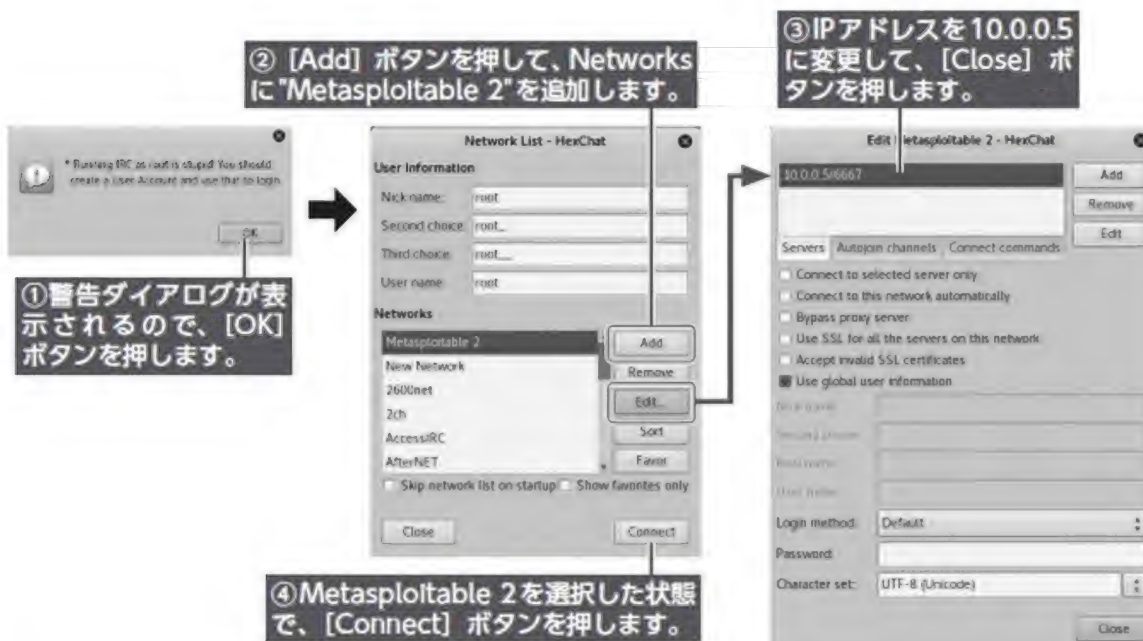 ② [Add] ボタンを押して、Networks
に"Metasploitable 2"を追加します。
③IPアドレスを10.0.0.5
に変更して、[Close] ボ
タンを押します。
* Running IRC as root is stupid! You should
create a User Account and use that to login
OK
①警告ダイアログが表
示されるので、[OK]
ボタンを押します。
Network List - HexChat
User Information
Nick name: root
Second choice: root_
Third choice: root__
User name: root
Networks
Metasploitable 2
New Network
2600net
2ch
AccessIRC
AfterNET
Add
Remove
Edit...
Sort
Favor
Skip network list on startup
Show favorites only
Close
Connect
④Metasploitable 2を選択した状態
で、[Connect] ボタンを押します。
Edit Metasploitable 2 - HexChat
10.0.0.5/6667
Add
Remove
Edit
Servers
Autojoin channels
Connect commands
Connect to selected server only
Connect to this network automatically
Bypass proxy server
Use SSL for all the servers on this network
Accept invalid SSL certificates
Use global user information
Nick name:
Second choice:
Real name:
User name:
Login method: Default
Password:
Character set: UTF-8 (Unicode)
Close